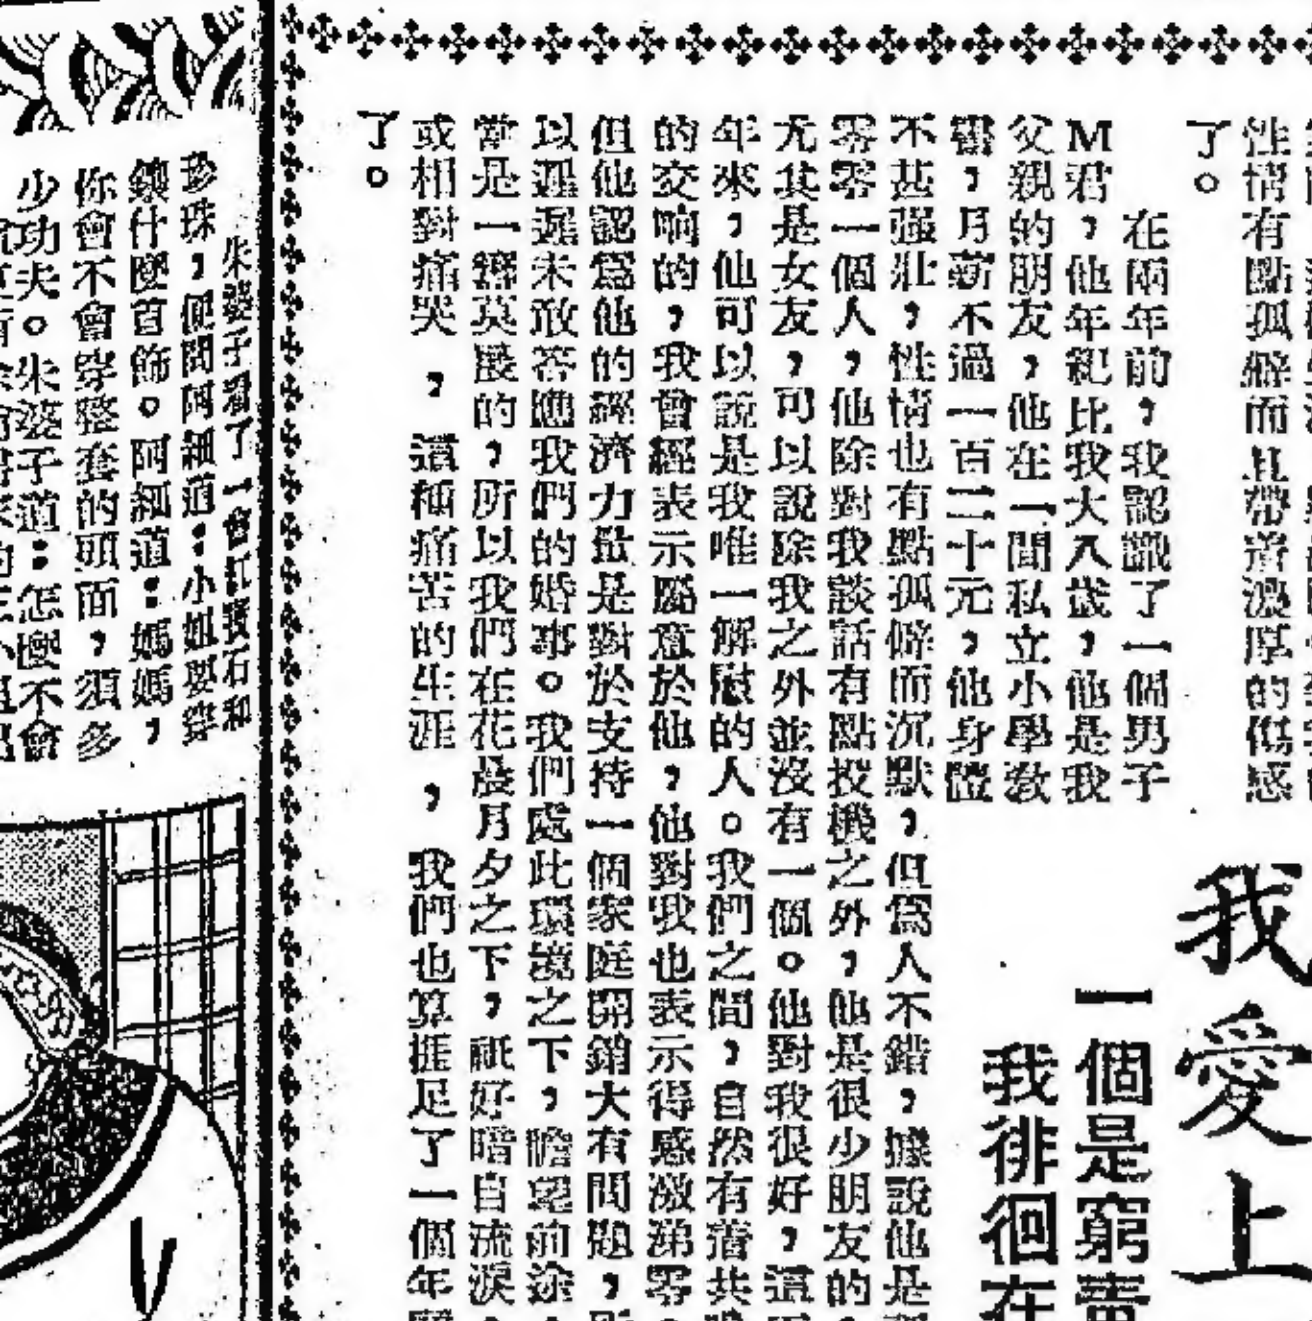 性情有點孤僻而且帶着濃厚的傷感
了。
我愛上
一個是窮
我徘徊在
在兩年前，我認識了一個男子
M君，他年紀比我大八歲，他是我
父親的朋友，他在一間私立小學教
書，月薪不過一百二十元，他身體
不甚强壯，性情也有點孤僻而沉默，但爲人不錯，據說他是
零零一個人，他除對我談話有點投機之外，他是很少朋友的
尤其是女友，可以說除我之外並沒有一個。他對我很好，這
年來，他可以說是我唯一解慰的人。我們之間，自然有着共
的交响的，我曾經表示屬意於他，他對我也表示得感激涕零
但他認爲他的經濟力量是對於支持一個家庭開銷大有問題，
以遲遲未敢答應我們的婚事。我們處此環境之下，瞻望前途
當是一籌莫展的，所以我們在花晨月夕之下，祇好暗自流淚
或相對痛哭，這種痛苦的生涯，我們也算捱足了一個年
了。
朱婆子看了一會紅寶石和
珍珠，便問阿細道：小姐要穿
鑲什麼首飾。阿細道：媽媽，
你會不會穿整套的頭面，須多
少功夫。朱婆子道：怎麼不會